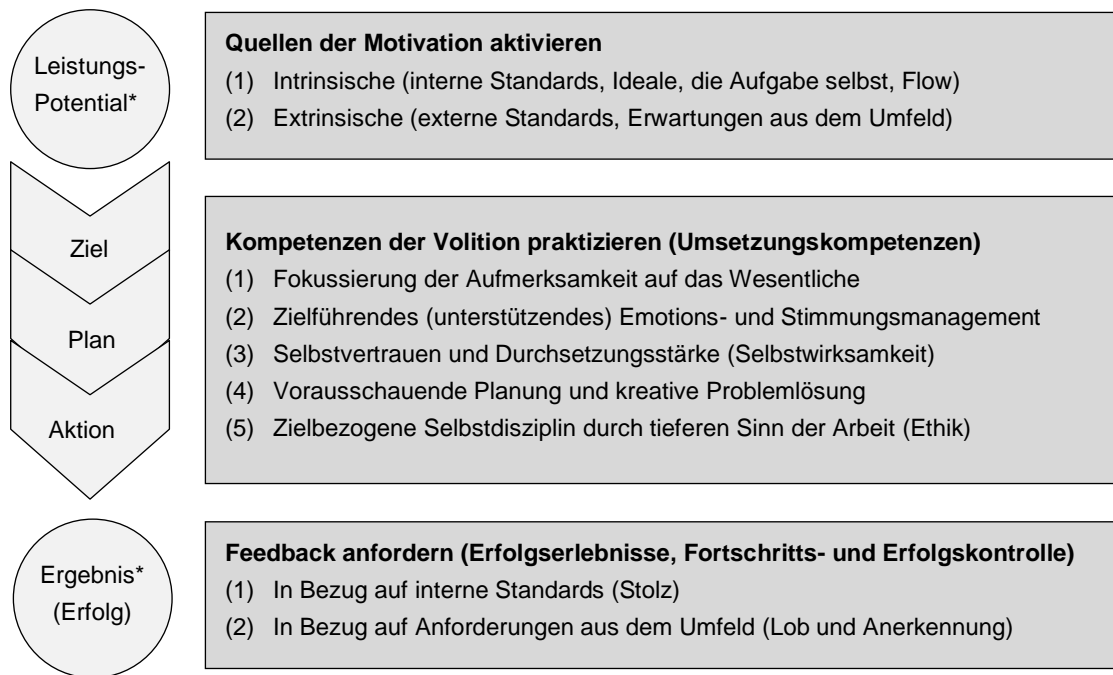 Leistungs-
Potential*
Quellen der Motivation aktivieren
(1) Intrinsische (interne Standards, Ideale, die Aufgabe selbst, Flow)
(2) Extrinsische (externe Standards, Erwartungen aus dem Umfeld)
Ziel
Plan
Aktion
Kompetenzen der Volition praktizieren (Umsetzungskompetenzen)
(1) Fokussierung der Aufmerksamkeit auf das Wesentliche
(2) Zielführendes (unterstützendes) Emotions- und Stimmungsmanagement
(3) Selbstvertrauen und Durchsetzungsstärke (Selbstwirksamkeit)
(4) Vorausschauende Planung und kreative Problemlösung
(5) Zielbezogene Selbstdisziplin durch tieferen Sinn der Arbeit (Ethik)
Ergebnis*
(Erfolg)
Feedback anfordern (Erfolgserlebnisse, Fortschritts- und Erfolgskontrolle)
(1) In Bezug auf interne Standards (Stolz)
(2) In Bezug auf Anforderungen aus dem Umfeld (Lob und Anerkennung)